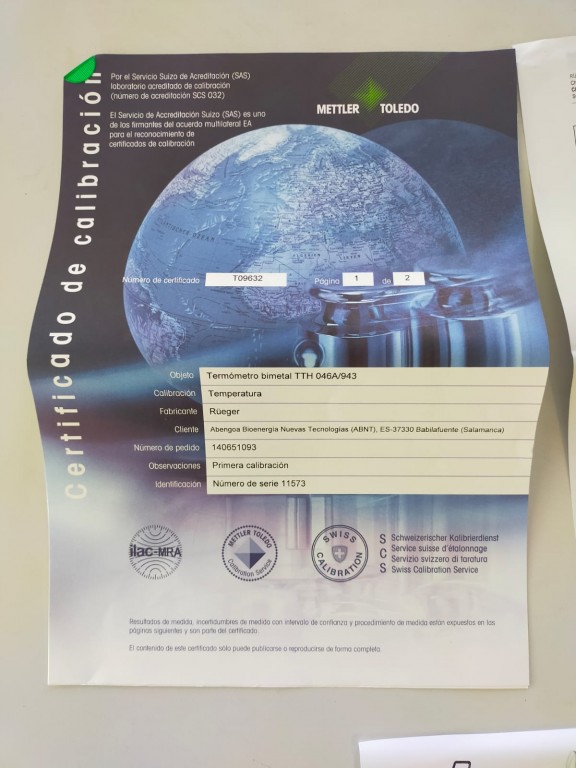 Certificado de calibración
Por el Servicio Suizo de Acreditación (SAS)
laboratorio acreditado de calibración
(número de acreditación SCS 032)
El Servicio de Accreditación Suizo (SAS) es uno
de los firmantes del acuerdo multilateral EA
para el reconocimiento de
certificados de calibración
METTLER TOLEDO
Número de certificado T09632 Página 1 de 2
Objeto Termómetro bimetal TTH 046A/943
Calibración Temperatura
Fabricante Rüeger
Cliente Abengoa Bioenergía Nuevas Tecnologías (ABNT), ES-37330 Babilafuente (Salamanca)
Número de pedido 140651093
Observaciones Primera calibración
Identificación Número de serie 11573
ilac-MRA
METTLER TOLEDO
Calibration Service
SWISS
CALIBRATION
S Schweizerischer Kalibrierdienst
C Service suisse d'étalonnage
S Servizio svizzero di taratura
Swiss Calibration Service
Resultados de medida, incertidumbres de medida con intervalo de confianza y procedimiento de medida están expuestos en las
páginas siguientes y son parte del certificado.
El contenido de este certificado sólo puede publicarse o reproducirse de forma completa.